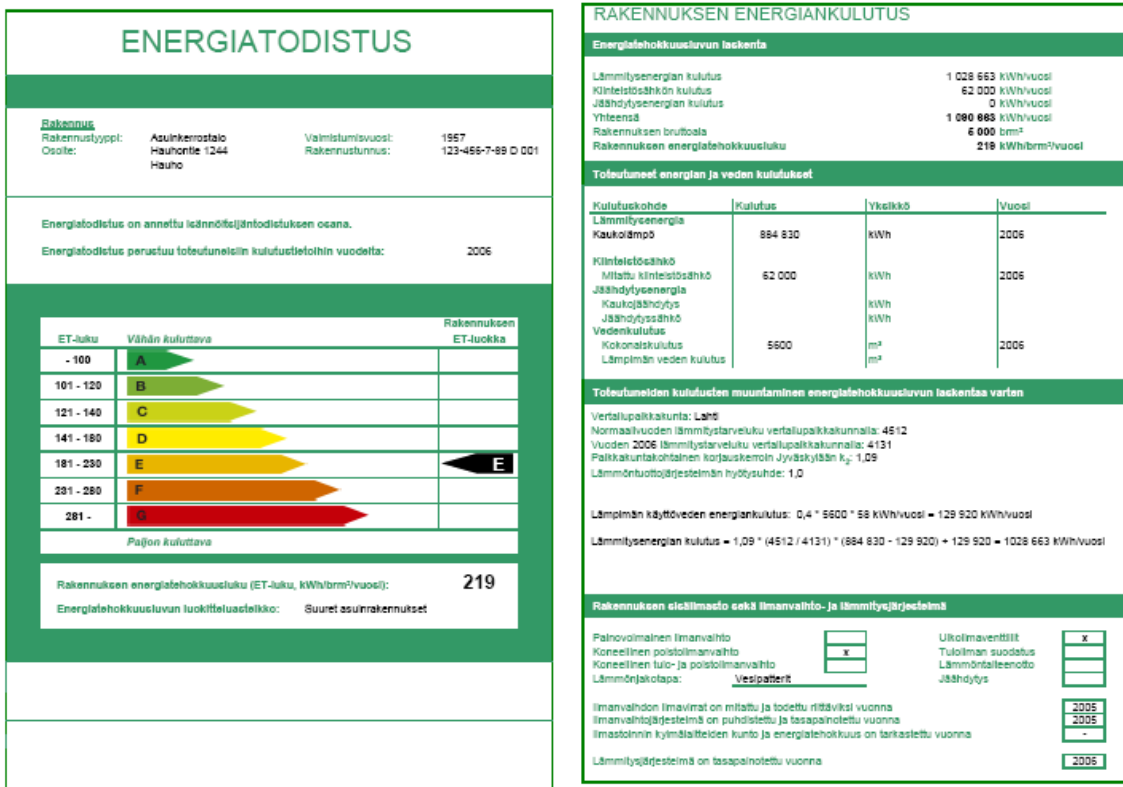 ENERGIATODISTUS
Rakennus
Rakennustyyppi: Asuinkerrostalo Valmistumisvuosi: 1957
Osoite: Hauhontie 1244 Rakennustunnus: 123-456-7-89 D 001
Hauho
Energiatodistus on annettu isännöitsijäntodistuksen osana.
Energiatodistus perustuu toteutuneisiin kulutustietoihin vuodelta: 2006
Rakennuksen
ET-luku Vähän kuluttava ET-luokka
- 100 A
101 - 120 B
121 - 140 C
141 - 180 D
181 - 230 E E
231 - 280 F
281 - G
Paljon kuluttava
Rakennuksen energiatehokkuusluku (ET-luku, kWh/brm²/vuosi): 219
Energiatehokkuusluvun luokitteluasteikko: Suuret asuinrakennukset
RAKENNUKSEN ENERGIANKULUTUS
Energiatehokkuusluvun laskenta
Lämmitysenergian kulutus 1 028 663 kWh/vuosi
Kiinteistösähkön kulutus 62 000 kWh/vuosi
Jäähdytysenergian kulutus 0 kWh/vuosi
Yhteensä 1 090 663 kWh/vuosi
Rakennuksen bruttoala 5 000 brm²
Rakennuksen energiatehokkuusluku 219 kWh/brm²/vuosi
Toteutuneet energian ja veden kulutukset
Kulutuskohde Kulutus Yksikkö Vuosi
Lämmitysenergia
Kaukolämpö 884 830 kWh 2006
Kiinteistösähkö
Mitattu kiinteistösähkö 62 000 kWh 2006
Jäähdytysenergia
Kaukojäähdytys kWh
Jäähdytyssähkö kWh
Vedenkulutus
Kokonaiskulutus 5600 m³ 2006
Lämpimän veden kulutus m³
Toteutuneiden kulutusten muuntaminen energiatehokkuusluvun laskentaa varten
Vertailupaikkakunta: Lahti
Normaalivuoden lämmitystarveluku vertailupaikkakunnalla: 4512
Vuoden 2006 lämmitystarveluku vertailupaikkakunnalla: 4131
Paikkakuntakohtainen korjauskerroin Jyväskylään k₂: 1,09
Lämmöntuottojärjestelmän hyötysuhde: 1,0
Lämpimän käyttöveden energiankulutus: 0,4 * 5600 * 58 kWh/vuosi = 129 920 kWh/vuosi
Lämmitysenergian kulutus = 1,09 * (4512 / 4131) * (884 830 - 129 920) + 129 920 = 1028 663 kWh/vuosi
Rakennuksen sisäilmasto sekä ilmanvaihto- ja lämmitysjärjestelmä
Painovoimainen ilmanvaihto Ulkoilmaventtiilit x
Koneellinen poistoilmanvaihto x Tuloilman suodatus
Koneellinen tulo- ja poistoilmanvaihto Lämmöntalteenotto
Lämmönjakotapa: Vesipatterit Jäähdytys
Ilmanvaihdon ilmavirrat on mitattu ja todettu riittäviksi vuonna 2005
Ilmanvaihtojärjestelmä on puhdistettu ja tasapainotettu vuonna 2005
Ilmastoinnin kylmälaitteiden kunto ja energiatehokkuus on tarkastettu vuonna -
Lämmitysjärjestelmä on tasapainotettu vuonna 2006